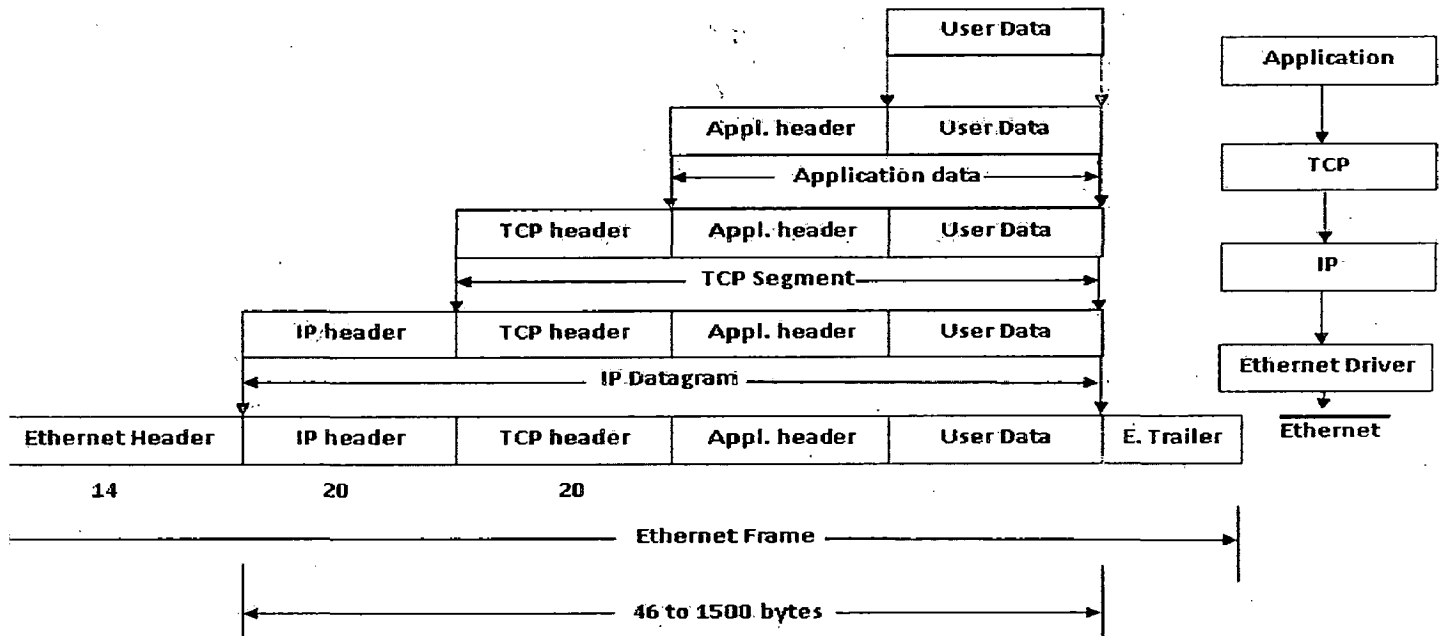 User Data
Application
Appl. header User Data
Application data
TCP
TCP header Appl. header User Data
TCP Segment
IP
IP header TCP header Appl. header User Data
IP Datagram
Ethernet Driver
Ethernet Header IP header TCP header Appl. header User Data E. Trailer
Ethernet
14 20 20
Ethernet Frame
46 to 1500 bytes